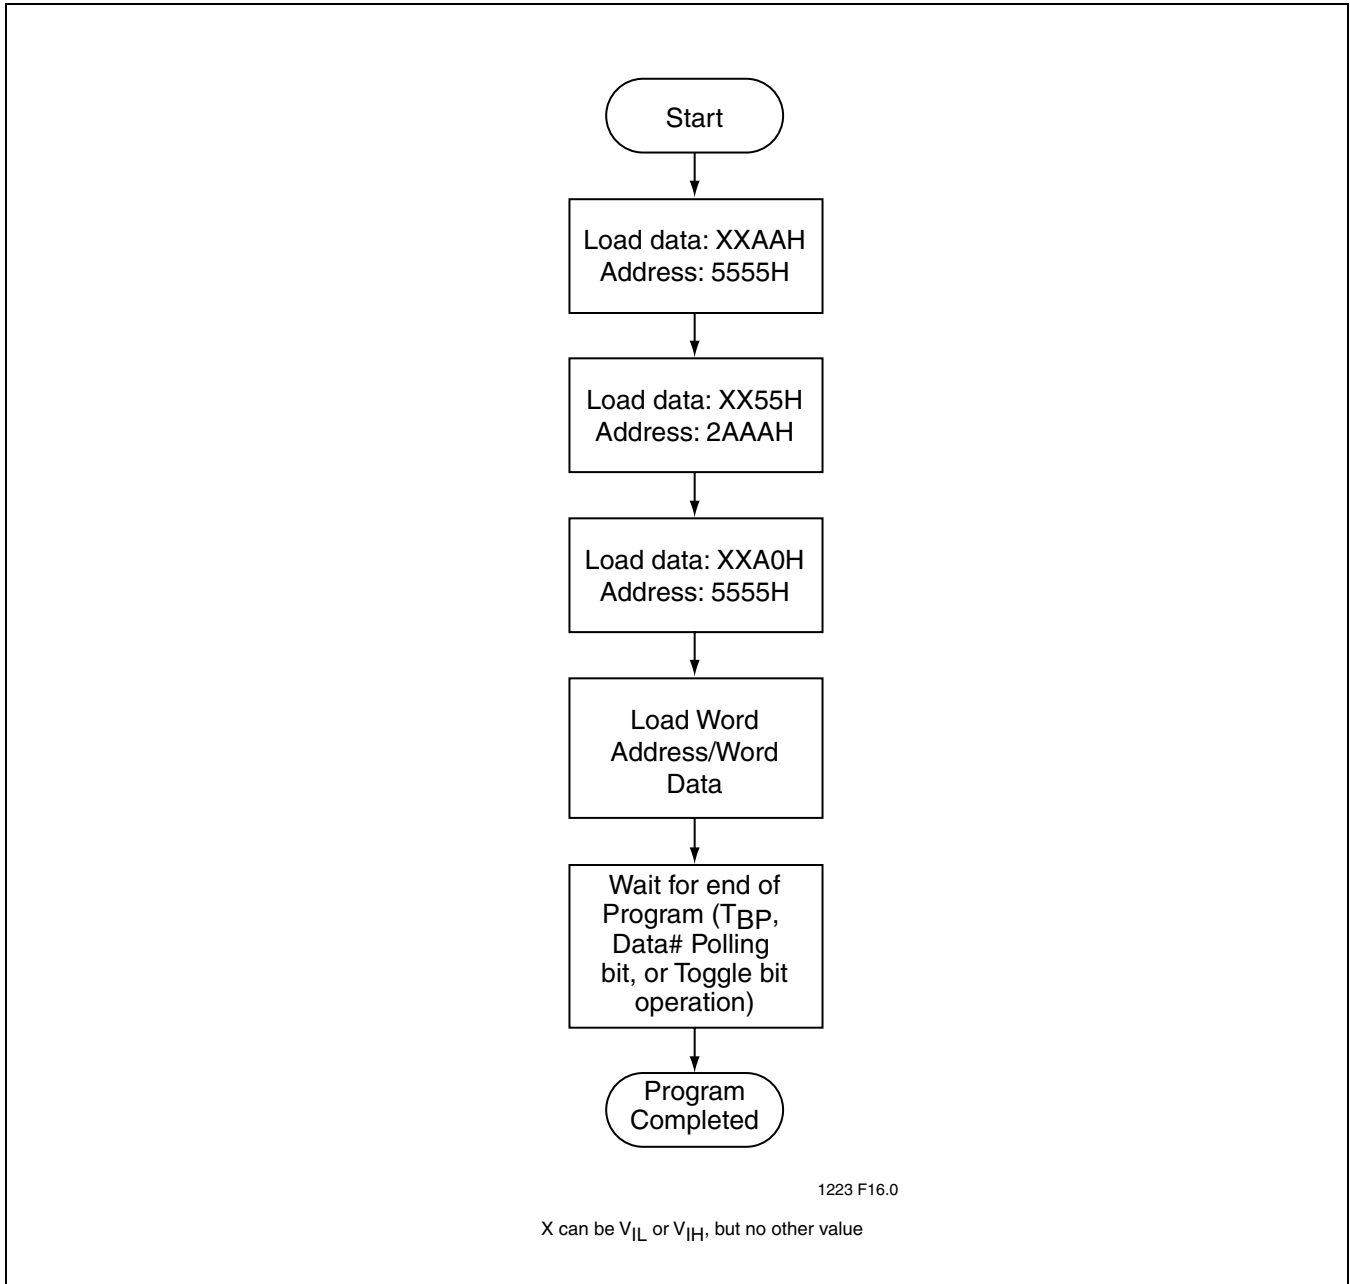 Start
Load data: XXAAH
Address: 5555H
Load data: XX55H
Address: 2AAAH
Load data: XXA0H
Address: 5555H
Load Word
Address/Word
Data
Wait for end of
Program (TBP,
Data# Polling
bit, or Toggle bit
operation)
Program
Completed
1223 F16.0
X can be VIL or VIH, but no other value